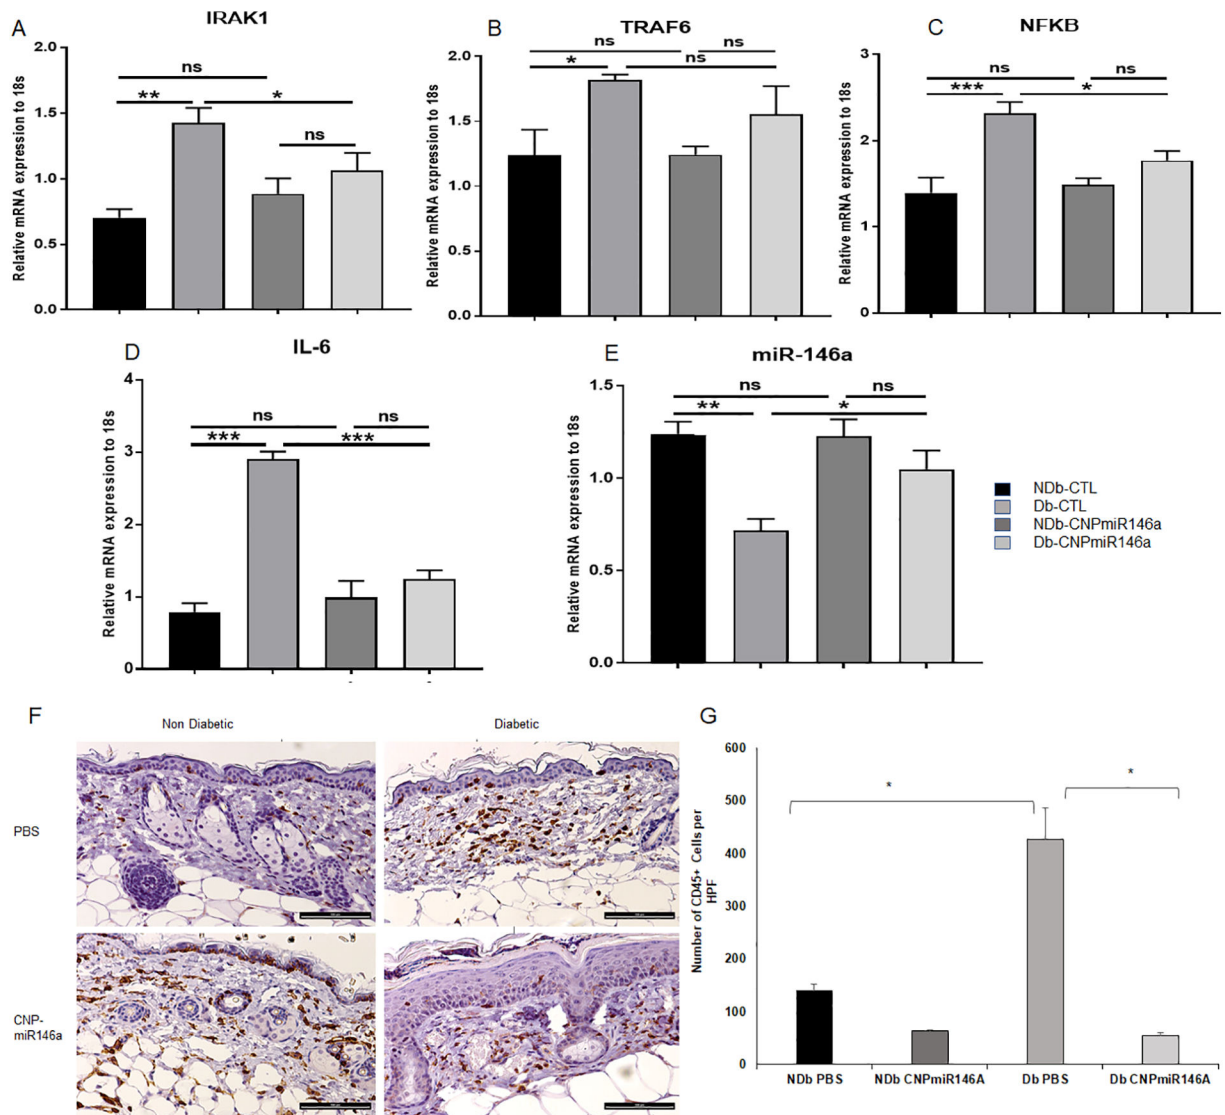 A
IRAK1
Relative mRNA expression to 18s
2.0
1.5
1.0
0.5
0.0
ns
**
*
ns
B
TRAF6
Relative mRNA expression to 18s
2.0
1.5
1.0
0.5
0.0
ns
ns
*
ns
C
NFKB
Relative mRNA expression to 18s
3
2
1
0
ns
ns
***
*
D
IL-6
Relative mRNA expression to 18s
4
3
2
1
0
ns
ns
***
***
E
miR-146a
Relative mRNA expression to 18s
1.5
1.0
0.5
0.0
ns
ns
**
*
NDb-CTL
Db-CTL
NDb-CNPmiR146a
Db-CNPmiR146a
F
Non Diabetic
Diabetic
PBS
CNP-
miR146a
G
Number of CD45+ Cells per
HPF
600
500
400
300
200
100
0
*
*
NDb PBS
NDb CNPmiR146A
Db PBS
Db CNPmiR146A